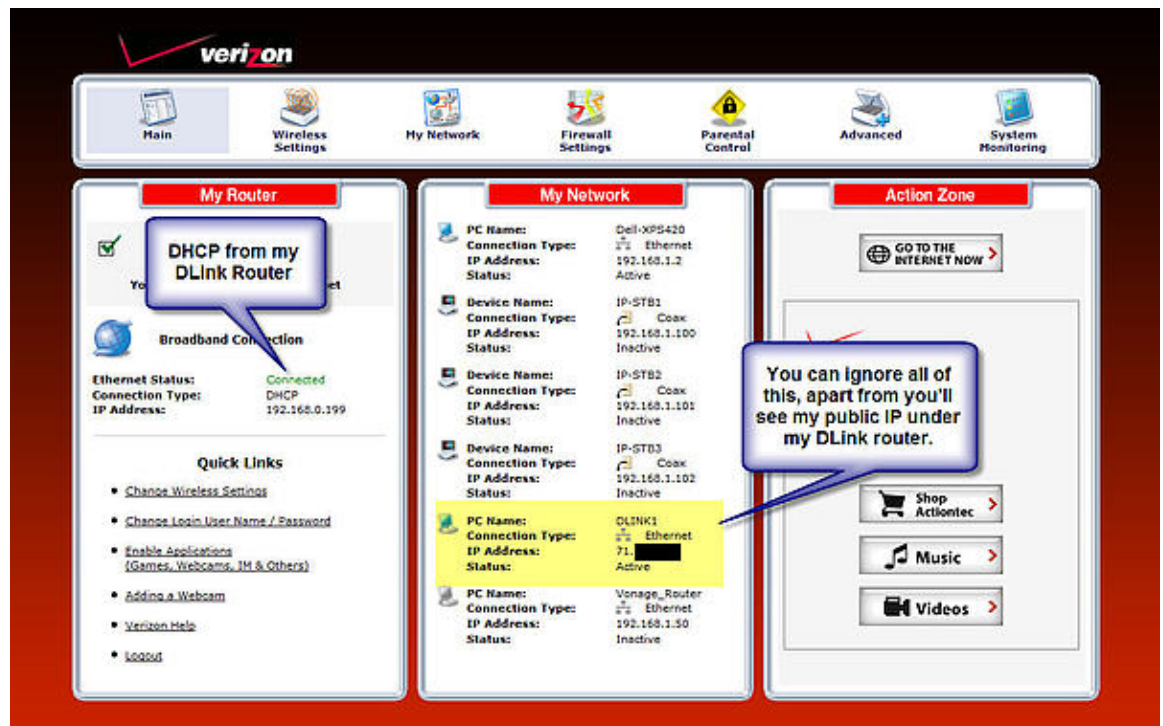 verizon
Main
Wireless
Settings
My Network
Firewall
Settings
Parental
Control
Advanced
System
Monitoring
My Router
DHCP from my
DLink Router
Yo
et
Broadband Connection
Ethernet Status: Connected
Connection Type: DHCP
IP Address: 192.168.0.199
Quick Links
Change Wireless Settings
Change Login User Name / Password
Enable Applications
(Games, Webcams, IM & Others)
Adding a Webcam
Verizon Help
Logout
My Network
PC Name: Dell-XPS420
Connection Type: Ethernet
IP Address: 192.168.1.2
Status: Active
Device Name: IP-STB1
Connection Type: Coax
IP Address: 192.168.1.100
Status: Inactive
Device Name: IP-STB2
Connection Type: Coax
IP Address: 192.168.1.101
Status: Inactive
Device Name: IP-STB3
Connection Type: Coax
IP Address: 192.168.1.102
Status: Inactive
PC Name: DLINK1
Connection Type: Ethernet
IP Address: 71.
Status: Active
PC Name: Vonage_Router
Connection Type: Ethernet
IP Address: 192.168.1.50
Status: Inactive
Action Zone
GO TO THE
INTERNET NOW
You can ignore all of
this, apart from you'll
see my public IP under
my DLink router.
Shop
Actiontec
Music
Videos